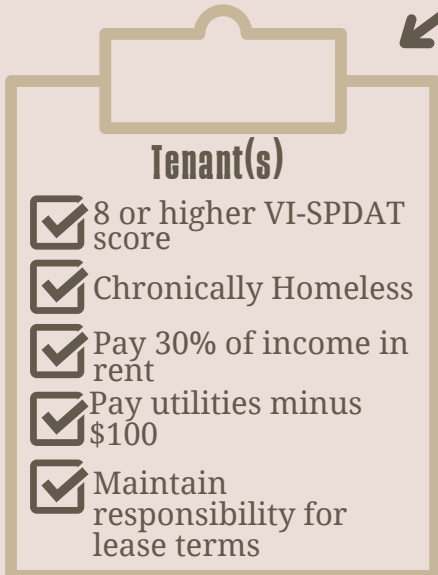 Tenant(s)
8 or higher VI-SPDAT
score
Chronically Homeless
Pay 30% of income in
rent
Pay utilities minus
$100
Maintain
responsibility for
lease terms